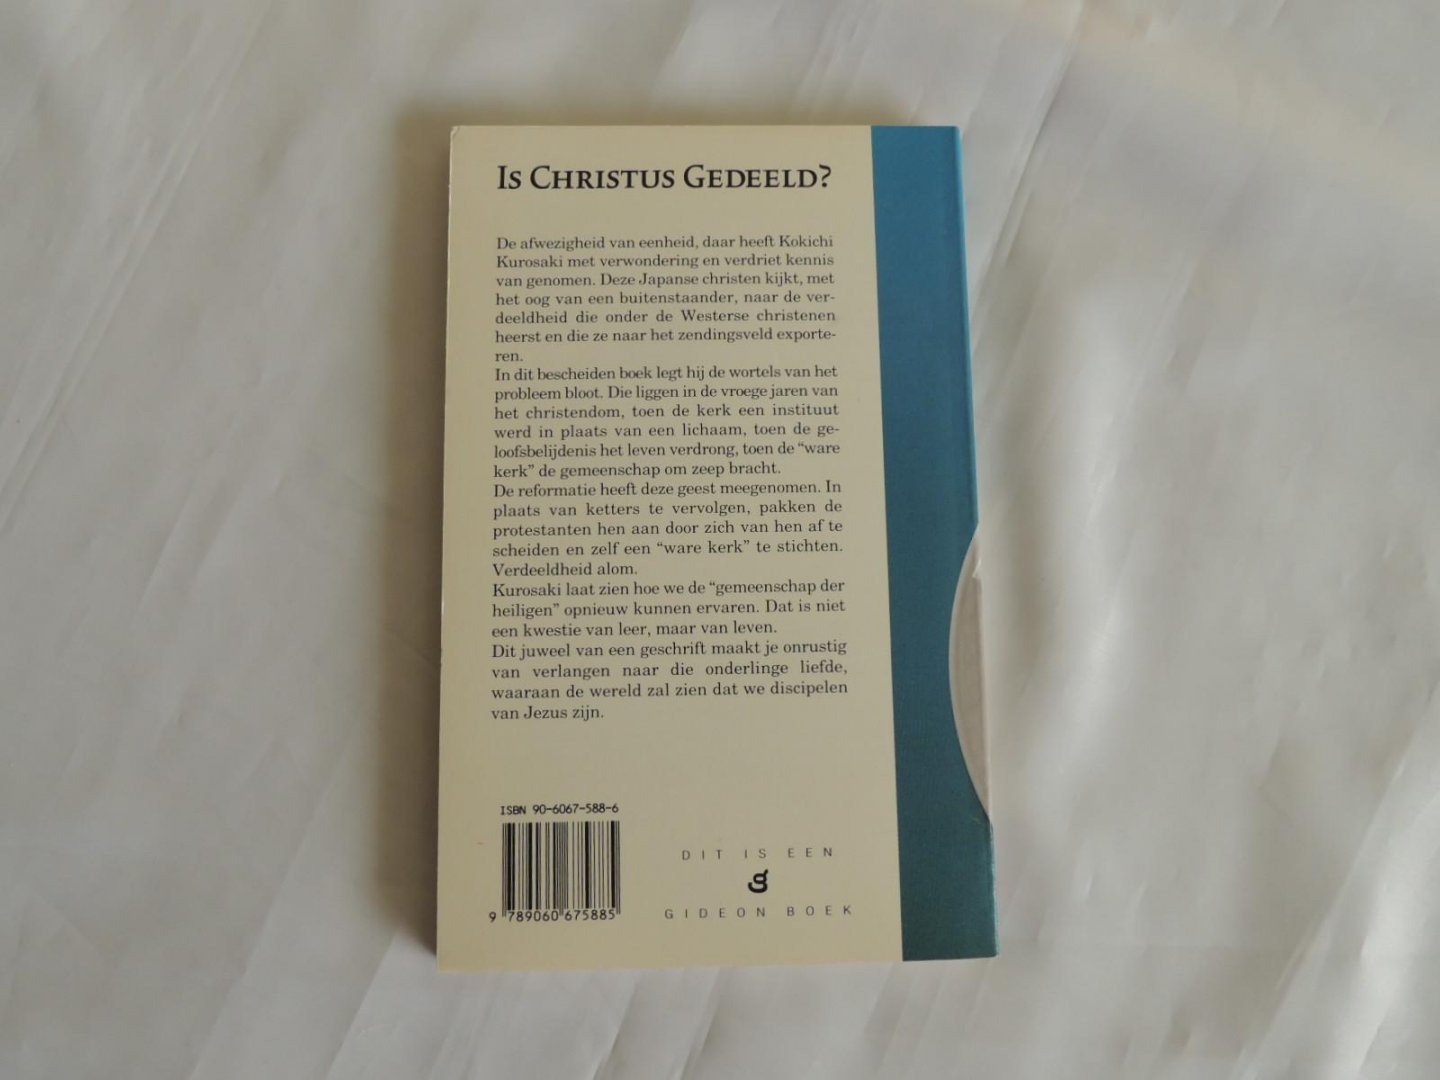 IS CHRISTUS GEDEELD?
De afwezigheid van eenheid, daar heeft Kokichi
Kurosaki met verwondering en verdriet kennis
van genomen. Deze Japanse christen kijkt, met
het oog van een buitenstaander, naar de ver-
deeldheid die onder de Westerse christenen
heerst en die ze naar het zendingsveld exporte-
ren.
In dit bescheiden boek legt hij de wortels van het
probleem bloot. Die liggen in de vroege jaren van
het christendom, toen de kerk een instituut
werd in plaats van een lichaam, toen de ge-
loofsbelijdenis het leven verdrong, toen de “ware
kerk” de gemeenschap om zeep bracht.
De reformatie heeft deze geest meegenomen. In
plaats van ketters te vervolgen, pakken de
protestanten hen aan door zich van hen af te
scheiden en zelf een “ware kerk” te stichten.
Verdeeldheid alom.
Kurosaki laat zien hoe we de “gemeenschap der
heiligen” opnieuw kunnen ervaren. Dat is niet
een kwestie van leer, maar van leven.
Dit juweel van een geschrift maakt je onrustig
van verlangen naar die onderlinge liefde,
waaraan de wereld zal zien dat we discipelen
van Jezus zijn.
ISBN 90-6067-588-6
9 789060 675885
DIT IS EEN
g
GIDEON BOEK